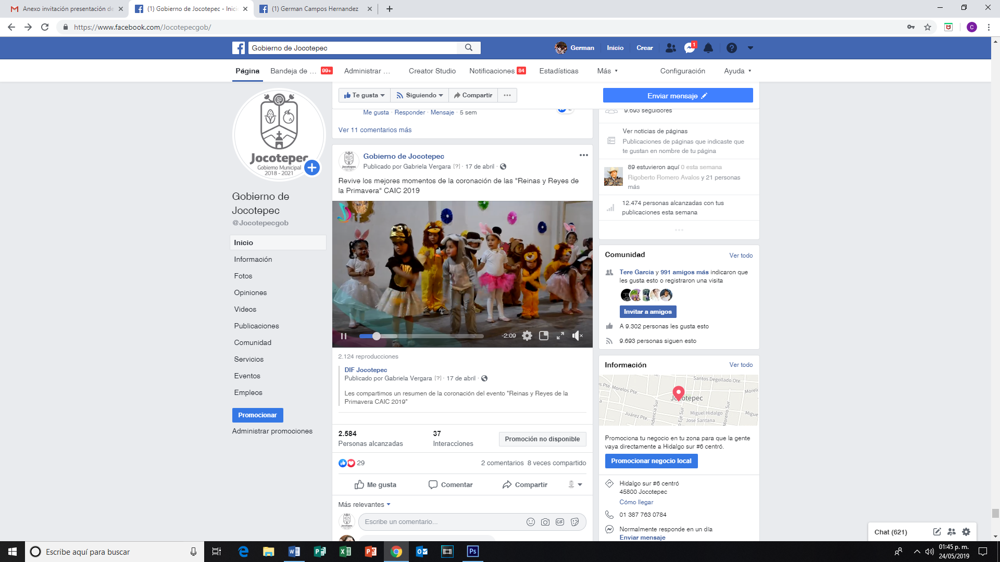 Anexo invitación presentación de
(1) Gobierno de Jocotepec - Inici
(1) German Campos Hernandez
https://www.facebook.com/Jocotepecgob/
C
Gobierno de Jocotepec
German
Inicio
Crear
1
Página
Bandeja de ...
99+
Administrar ...
Creator Studio
Notificaciones 84
Estadísticas
Más
Configuración
Ayuda
Jocotepec
Gobierno Municipal
2018 - 2021
Gobierno de
Jocotepec
@Jocotepecgob
Inicio
Información
Fotos
Opiniones
Videos
Publicaciones
Comunidad
Servicios
Eventos
Empleos
Promocionar
Administrar promociones
Te gusta
Siguiendo
Compartir
Enviar mensaje
Me gusta · Responder · Mensaje · 5 sem
2
Ver 11 comentarios más
Gobierno de Jocotepec
Publicado por Gabriela Vergara [?] · 17 de abril ·
Revive los mejores momentos de la coronación de las "Reinas y Reyes de
la Primavera" CAIC 2019
Dif
-2:09
2.124 reproducciones
DIF Jocotepec
Publicado por Gabriela Vergara [?] · 17 de abril ·
Les compartimos un resumen de la coronación del evento "Reinas y Reyes de la
Primavera CAIC 2019"
2.584
Personas alcanzadas
37
Interacciones
Promoción no disponible
29
2 comentarios 8 veces compartido
Me gusta
Comentar
Compartir
Más relevantes
Escribe un comentario...
GIF
9.693 seguidores
Ver noticias de páginas
Publicaciones de páginas que indicaste que
te gustan en nombre de tu página
89 estuvieron aquí 0 esta semana
Rigoberto Romero Avalos y 21 personas
más
12.474 personas alcanzadas con tus
publicaciones esta semana
Comunidad
Ver todo
Tere Garcia y 991 amigos más indicaron que
les gusta esto o registraron una visita
Invitar a amigos
A 9.302 personas les gusta esto
9.693 personas siguen esto
Información
Ver todo
Santos Degollado Ote.
s Pte. Morelos Pte.
Morel
Jocotepec
Juárez Pte.
dencia Sur
Eje Sur
Miguel Hidalgo
Jose Santana
Moreno Sur
Migue
Promociona tu negocio en tu zona para que la gente
vaya directamente a Hidalgo sur #6 centró.
Promocionar negocio local
Hidalgo sur #6 centró
45800 Jocotepec
Cómo llegar
01 387 763 0784
Normalmente responde en un día
Enviar mensaje
Chat (621)
Escribe aquí para buscar
01:45 p. m.
24/05/2019